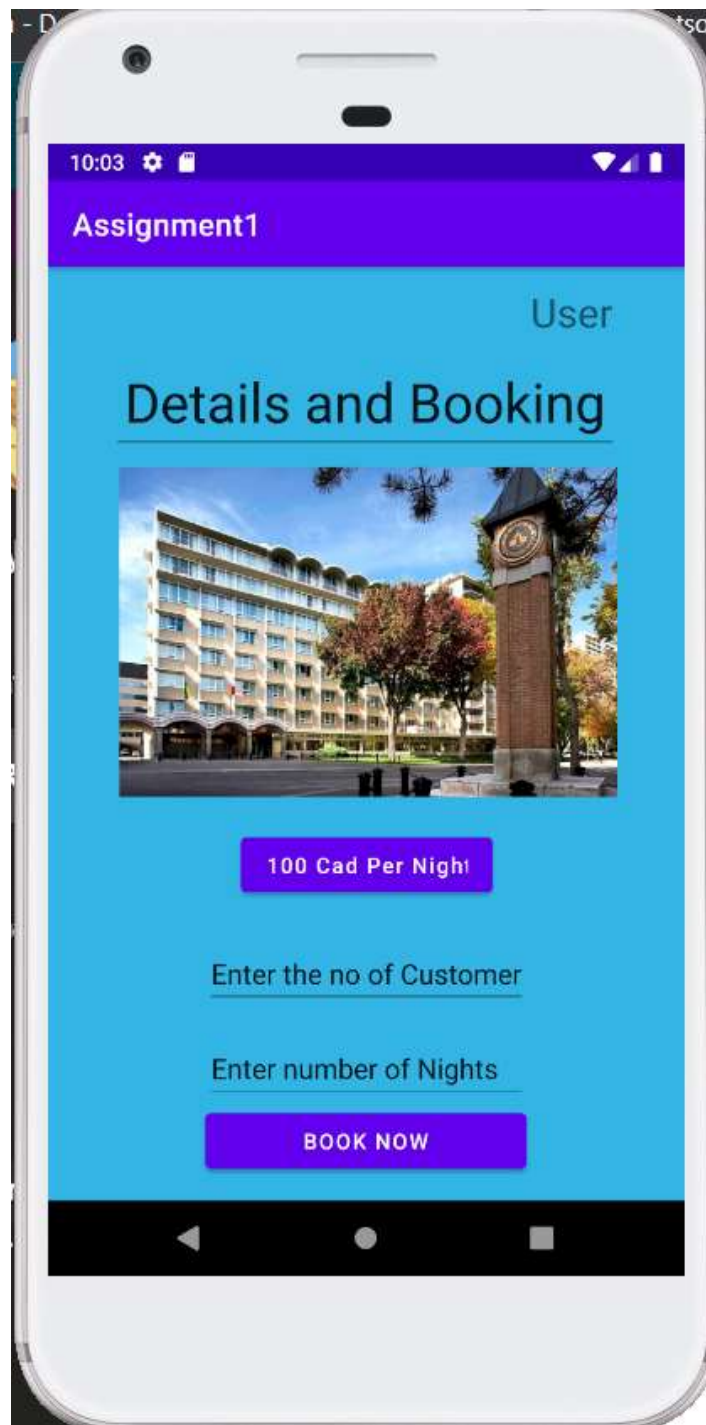 10:03
Assignment1
User
Details and Booking
100 Cad Per Night
Enter the no of Customer
Enter number of Nights
BOOK NOW